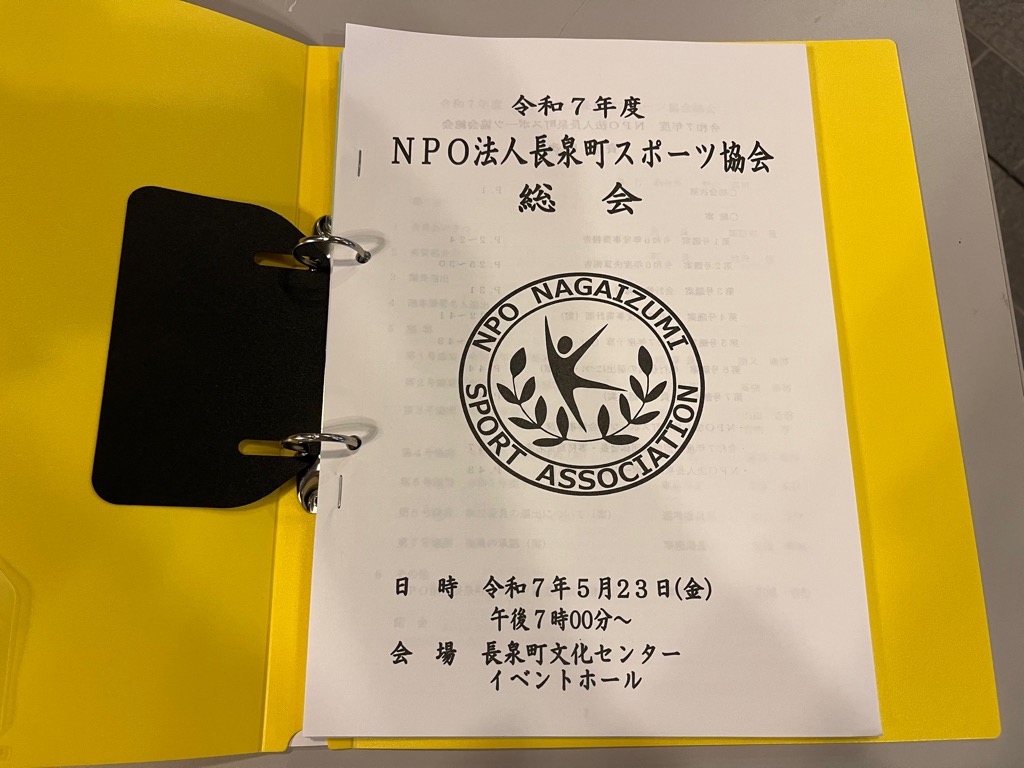 令和７年度
ＮＰＯ法人長泉町スポーツ協会
総　会
NPO NAGAIZUMI
SPORT ASSOCIATION
日　時　令和７年５月２３日(金)
午後７時00分～
会　場　長泉町文化センター
イベントホール